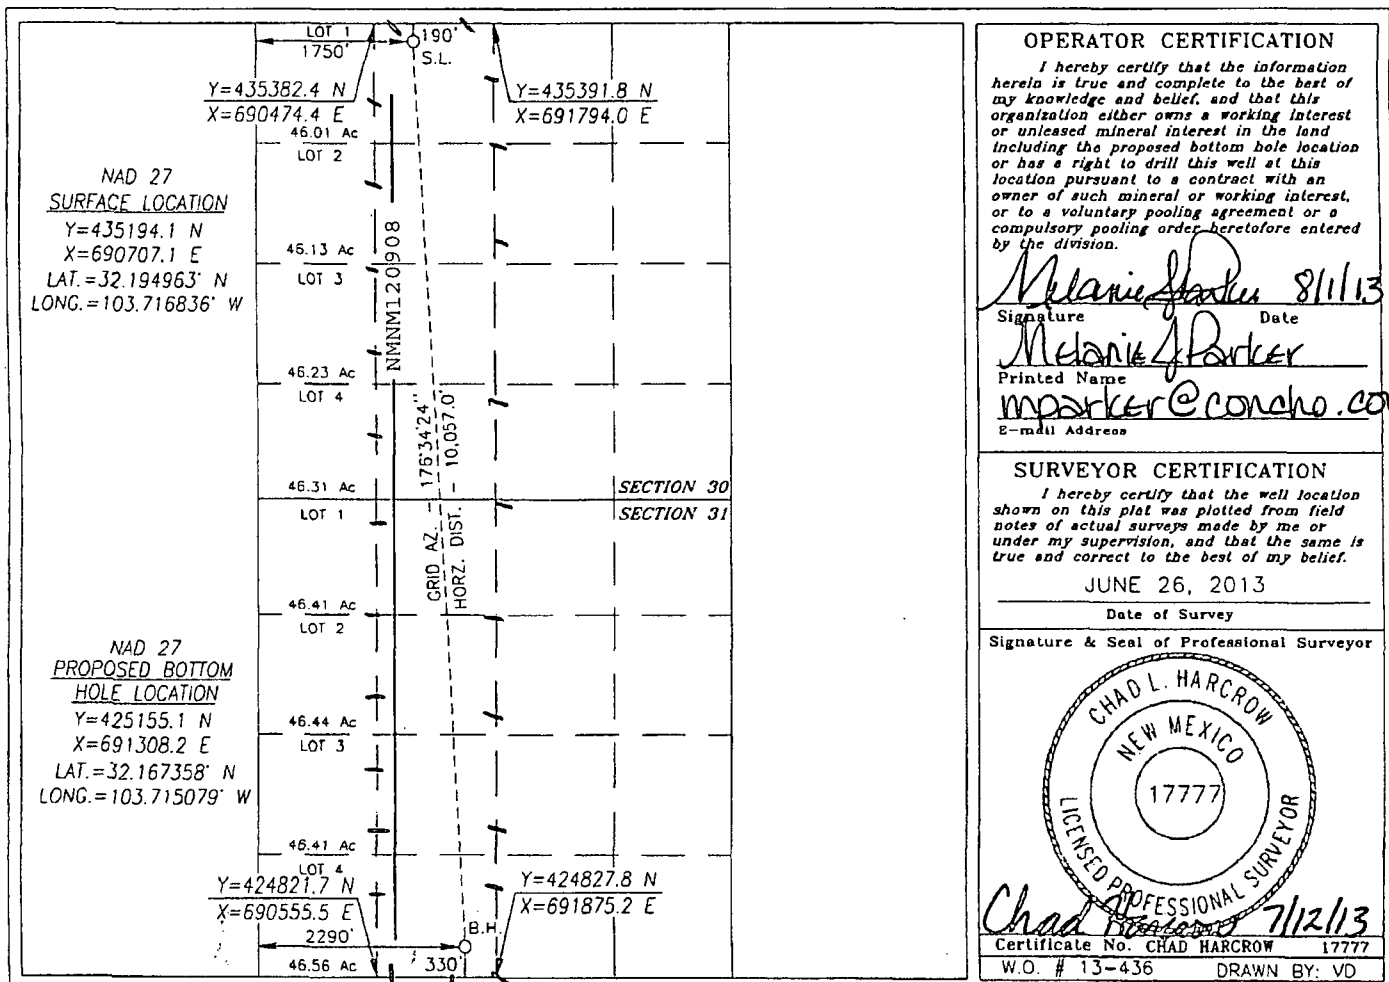 LOT 1
1750'
190'
S.L.
Y=435382.4 N
X=690474.4 E
Y=435391.8 N
X=691794.0 E
46.01 Ac
LOT 2
NAD 27
SURFACE LOCATION
Y=435194.1 N
X=690707.1 E
LAT.=32.194963° N
LONG.=103.716836° W
46.13 Ac
LOT 3
NMNM120908
46.23 Ac
LOT 4
GRID AZ. - 176°34'24"
HORZ. DIST. - 10,057.0'
46.31 Ac
LOT 1
SECTION 30
SECTION 31
46.41 Ac
LOT 2
NAD 27
PROPOSED BOTTOM
HOLE LOCATION
Y=425155.1 N
X=691308.2 E
LAT.=32.167358° N
LONG.=103.715079° W
46.44 Ac
LOT 3
46.41 Ac
LOT 4
Y=424821.7 N
X=690555.5 E
Y=424827.8 N
X=691875.2 E
2290'
B.H.
330'
46.56 Ac
OPERATOR CERTIFICATION
I hereby certify that the information
herein is true and complete to the best of
my knowledge and belief, and that this
organization either owns a working interest
or unleased mineral interest in the land
including the proposed bottom hole location
or has a right to drill this well at this
location pursuant to a contract with an
owner of such mineral or working interest,
or to a voluntary pooling agreement or a
compulsory pooling order heretofore entered
by the division.
Melanie J Parker 8/1/13
Signature Date
Melanie J Parker
Printed Name
mparker@concho.co
E-mail Address
SURVEYOR CERTIFICATION
I hereby certify that the well location
shown on this plat was plotted from field
notes of actual surveys made by me or
under my supervision, and that the same is
true and correct to the best of my belief.
JUNE 26, 2013
Date of Survey
Signature & Seal of Professional Surveyor
CHAD L. HARCROW
NEW MEXICO
17777
LICENSED PROFESSIONAL SURVEYOR
Chad Harcrow 7/12/13
Certificate No. CHAD HARCROW 17777
W.O. # 13-436 DRAWN BY: VD